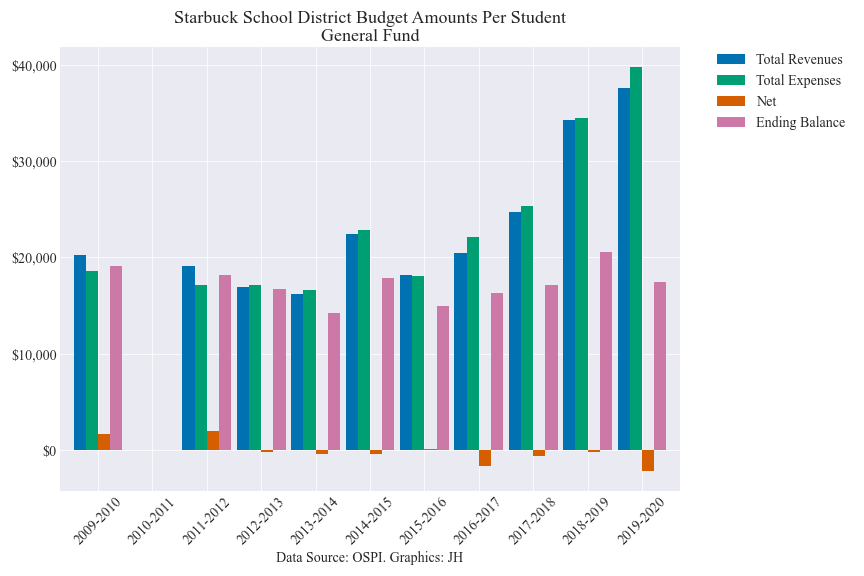 Starbuck School District Budget Amounts Per Student
General Fund
Total Revenues
Total Expenses
Net
Ending Balance
$40,000
$30,000
$20,000
$10,000
$0
2009-2010
2010-2011
2011-2012
2012-2013
2013-2014
2014-2015
2015-2016
2016-2017
2017-2018
2018-2019
2019-2020
Data Source: OSPI. Graphics: JH